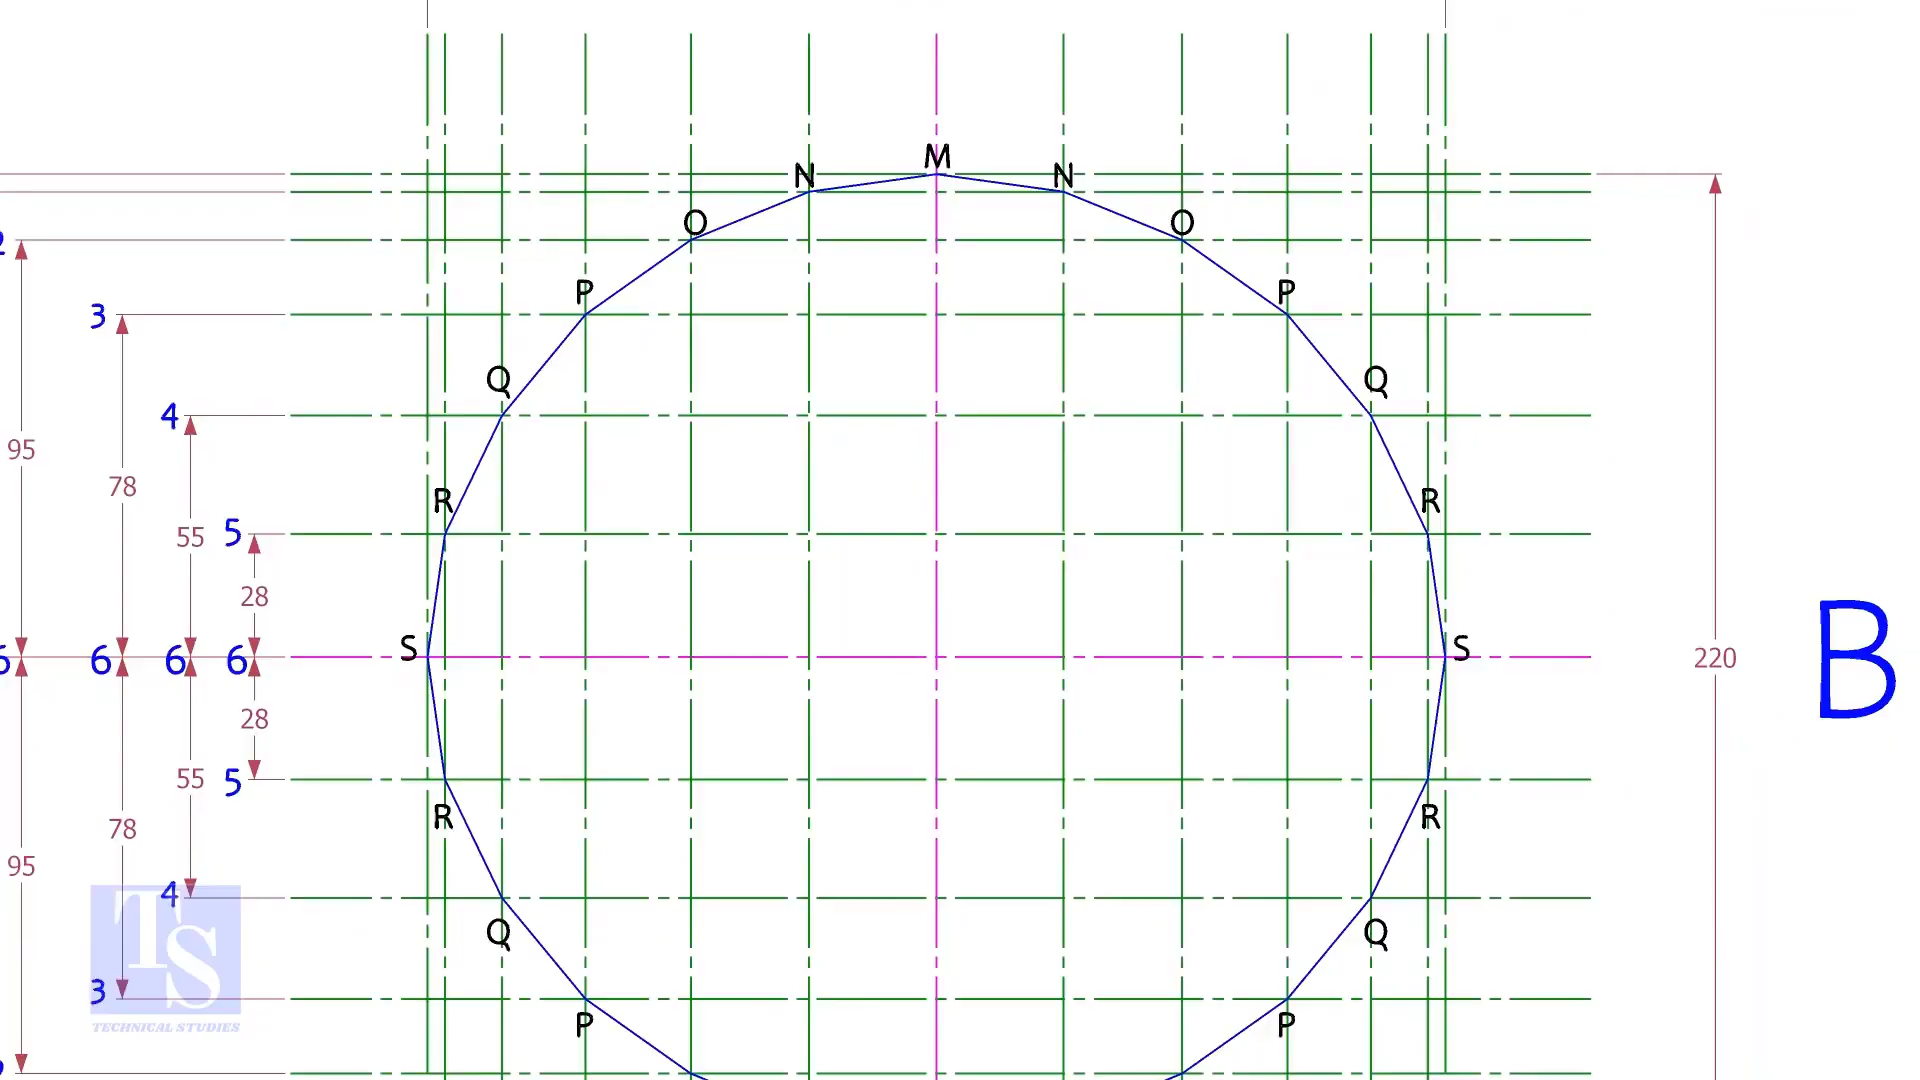 M
N N
O O
P P
3
Q Q
4
95
78
R R
55 5
28
S S
6 6 6 6 220 B
28
55 5
R R
78
95
4
Q Q
3
P P
TS
TECHNICAL STUDIES